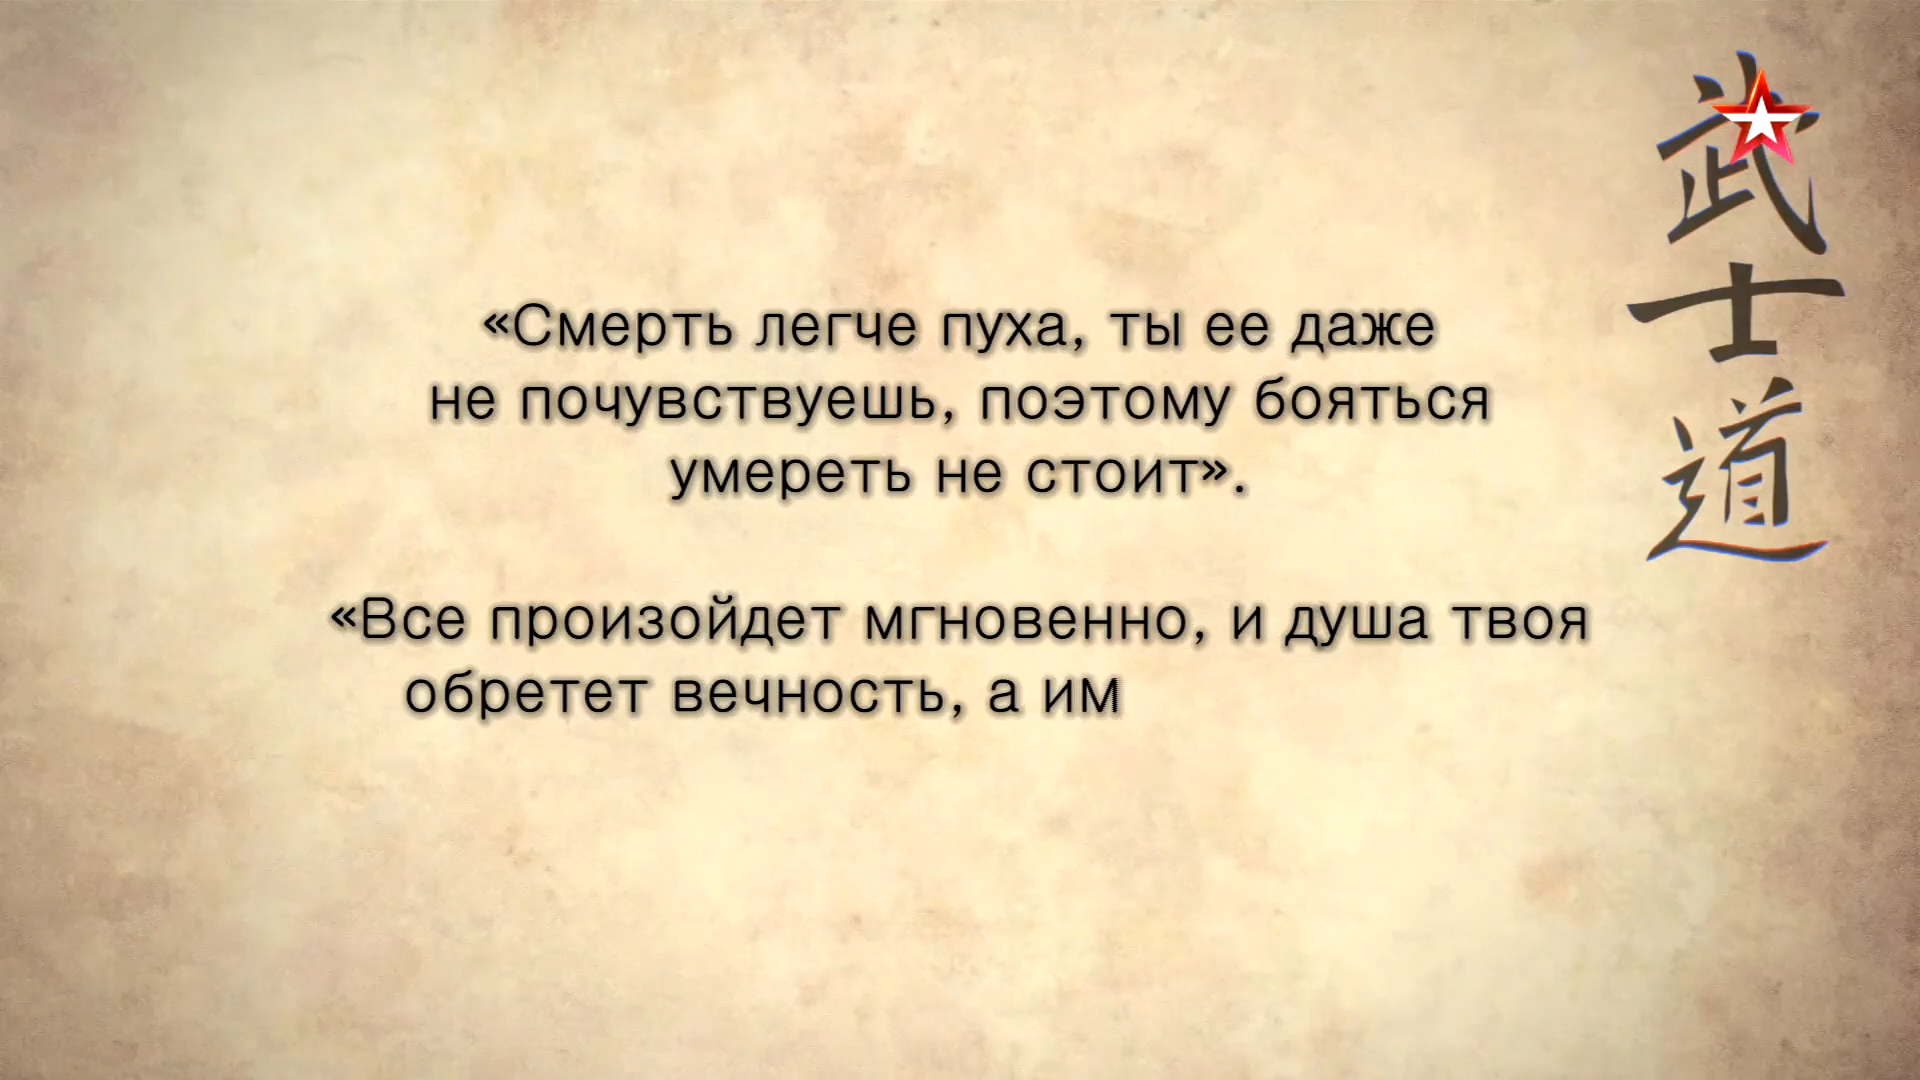 «Смерть легче пуха, ты ее даже
не почувствуешь, поэтому бояться
умереть не стоит».
«Все произойдет мгновенно, и душа твоя
обретет вечность, а им
武士道